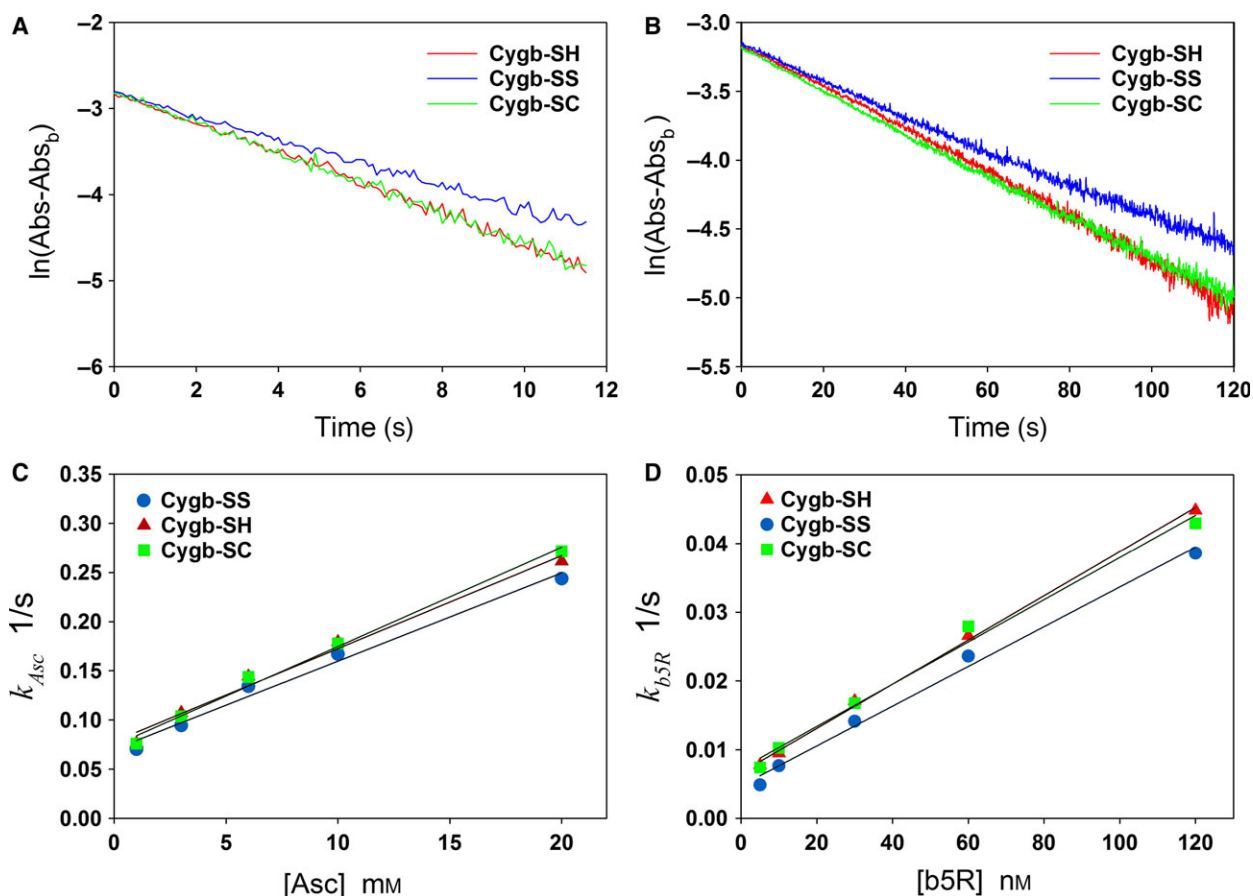 A
–2
–3
–4
–5
–6
ln(Abs-Abs_b)
Cygb-SH
Cygb-SS
Cygb-SC
0 2 4 6 8 10 12
Time (s)
B
–3.0
–3.5
–4.0
–4.5
–5.0
–5.5
ln(Abs-Abs_b)
Cygb-SH
Cygb-SS
Cygb-SC
0 20 40 60 80 100 120
Time (s)
C
0.35
0.30
0.25
0.20
0.15
0.10
0.05
0.00
k_Asc 1/s
Cygb-SS
Cygb-SH
Cygb-SC
0 5 10 15 20
[Asc] mM
D
0.05
0.04
0.03
0.02
0.01
0.00
k_b5R 1/s
Cygb-SH
Cygb-SS
Cygb-SC
0 20 40 60 80 100 120
[b5R] nM